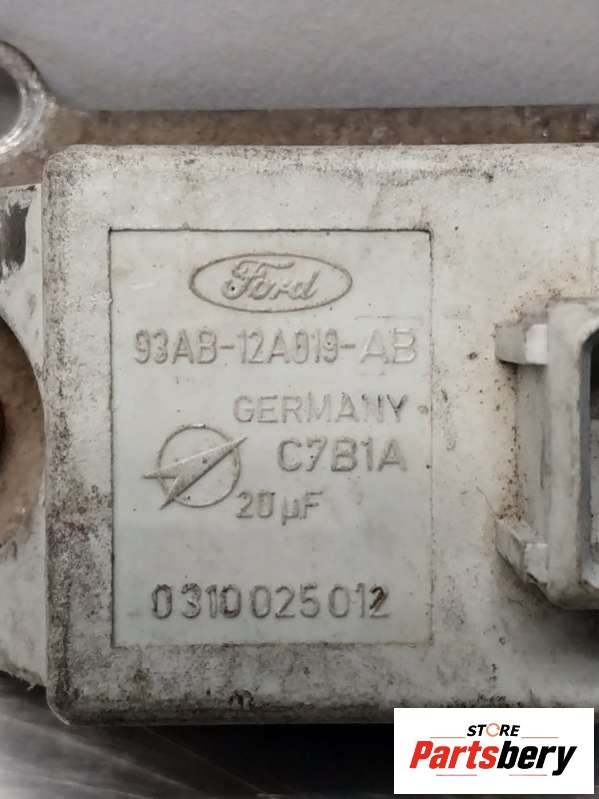 Ford
93AB-12A019-AB
GERMANY
C7B1A
20 µF
0310025012
STORE
Partsbery